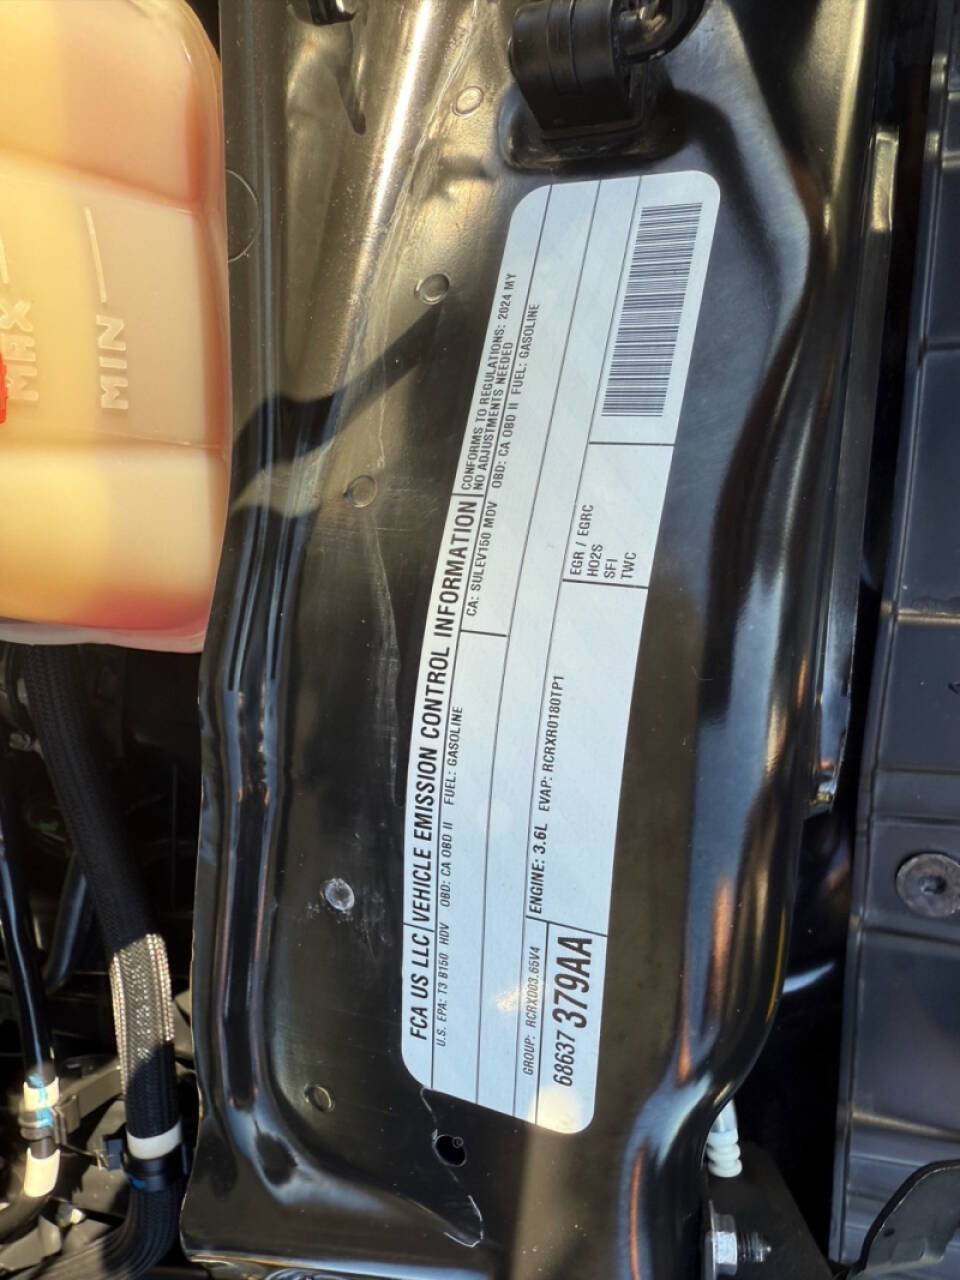 FCA US LLC
VEHICLE EMISSION CONTROL INFORMATION
CONFORMS TO REGULATIONS: 2024 MY
NO ADJUSTMENTS NEEDED
U.S. EPA: T3 B150 HDV OBD: CA OBD II FUEL: GASOLINE
CA: SULEV150 MDV OBD: CA OBD II FUEL: GASOLINE
GROUP: RCRXD03.65V4
ENGINE: 3.6L EVAP: RCRXR0180TP1
EGR / EGRC
HO2S
SFI
TWC
68637379AA
MAX
MIN